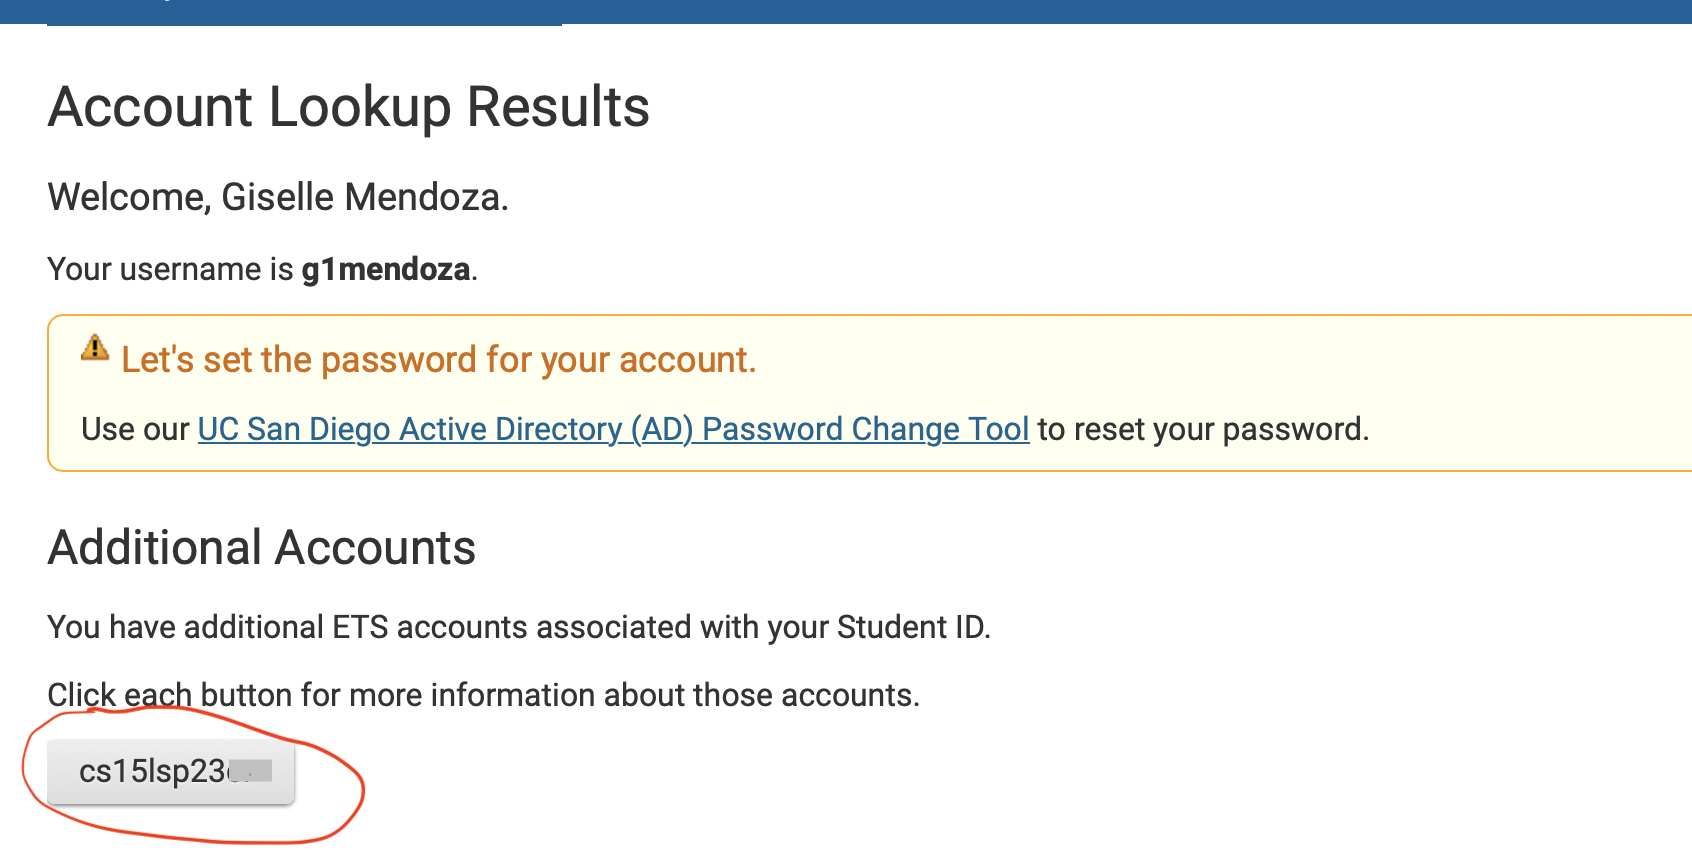 Account Lookup Results
Welcome, Giselle Mendoza.
Your username is g1mendoza.
Let's set the password for your account.
Use our UC San Diego Active Directory (AD) Password Change Tool to reset your password.
Additional Accounts
You have additional ETS accounts associated with your Student ID.
Click each button for more information about those accounts.
cs15lsp23